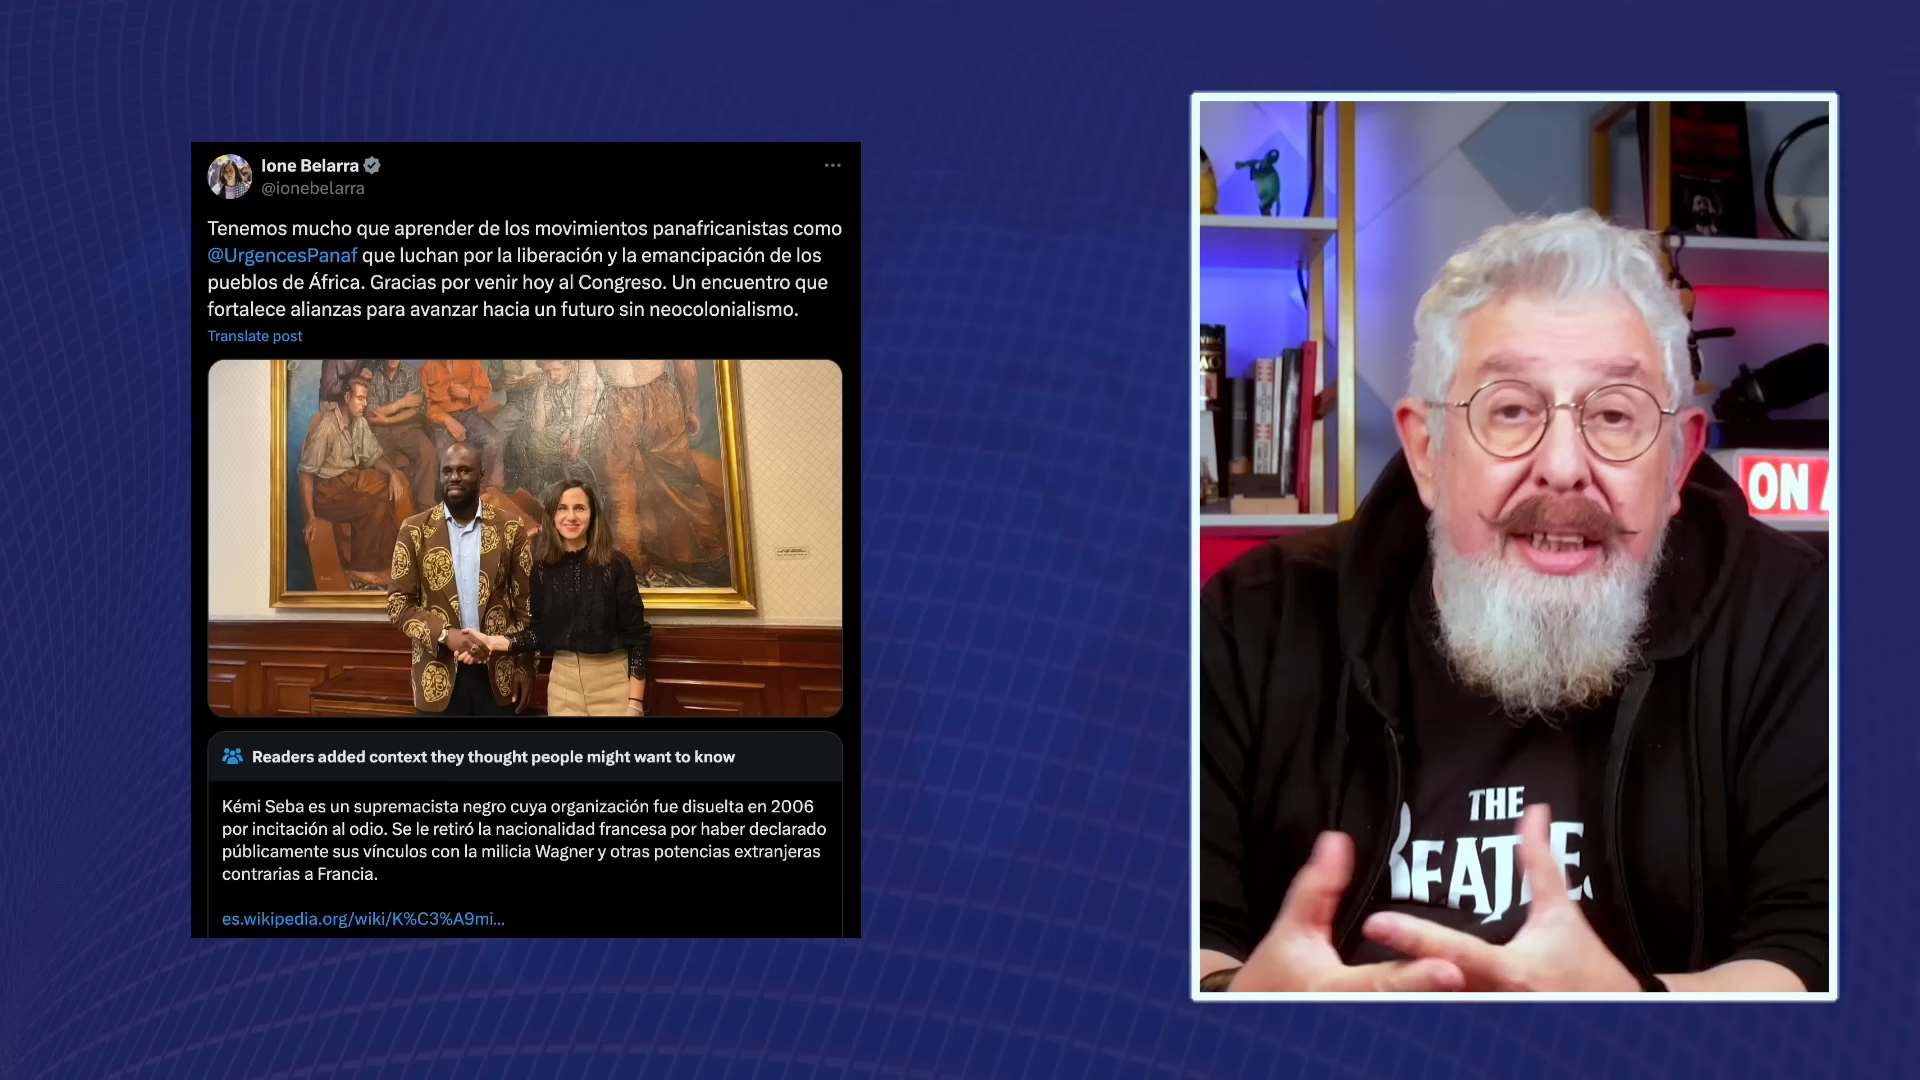 Ione Belarra
@ionebelarra
Tenemos mucho que aprender de los movimientos panafricanistas como
@UrgencesPanaf que luchan por la liberación y la emancipación de los
pueblos de África. Gracias por venir hoy al Congreso. Un encuentro que
fortalece alianzas para avanzar hacia un futuro sin neocolonialismo.
Translate post
Readers added context they thought people might want to know
Kémi Seba es un supremacista negro cuya organización fue disuelta en 2006
por incitación al odio. Se le retiró la nacionalidad francesa por haber declarado
públicamente sus vínculos con la milicia Wagner y otras potencias extranjeras
contrarias a Francia.
es.wikipedia.org/wiki/K%C3%A9mi...
ON A
THE